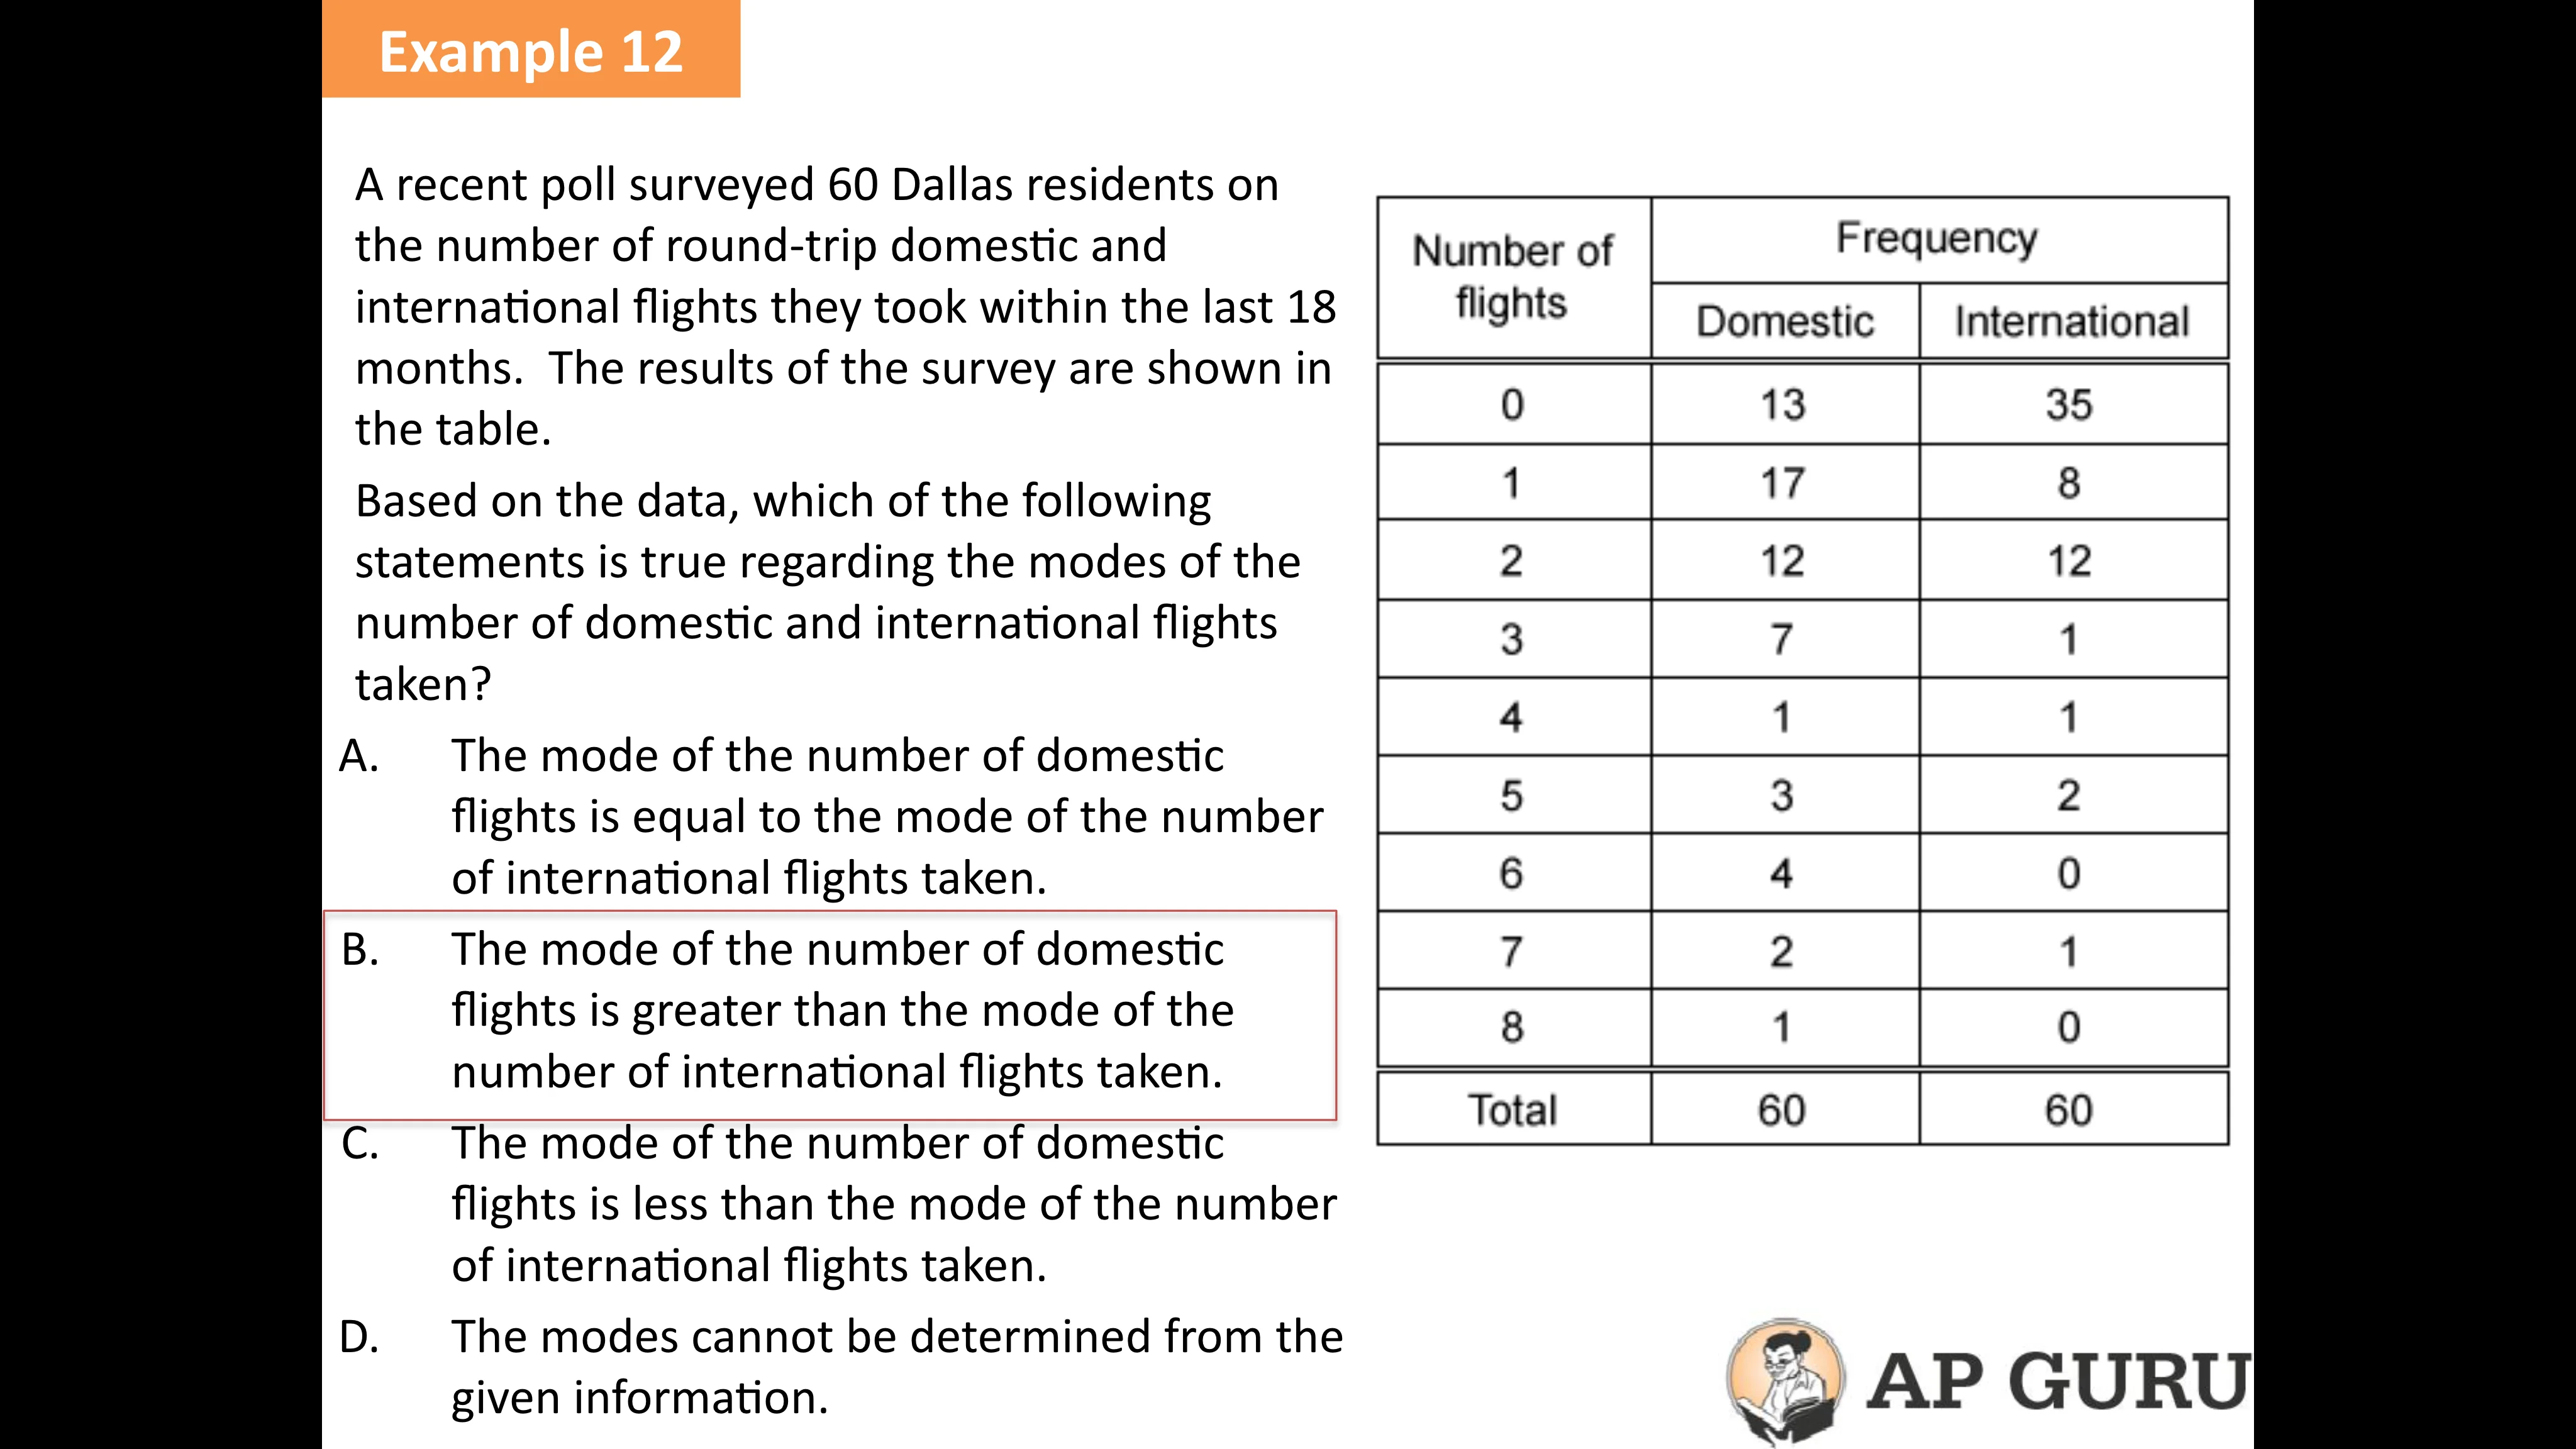 Example 12
A recent poll surveyed 60 Dallas residents on
the number of round-trip domestic and
international flights they took within the last 18
months.  The results of the survey are shown in
the table.
Based on the data, which of the following
statements is true regarding the modes of the
number of domestic and international flights
taken?
A. The mode of the number of domestic
flights is equal to the mode of the number
of international flights taken.
B. The mode of the number of domestic
flights is greater than the mode of the
number of international flights taken.
C. The mode of the number of domestic
flights is less than the mode of the number
of international flights taken.
D. The modes cannot be determined from the
given information.
Number of
flights
Frequency
Domestic International
0 13 35
1 17 8
2 12 12
3 7 1
4 1 1
5 3 2
6 4 0
7 2 1
8 1 0
Total 60 60
AP GURU